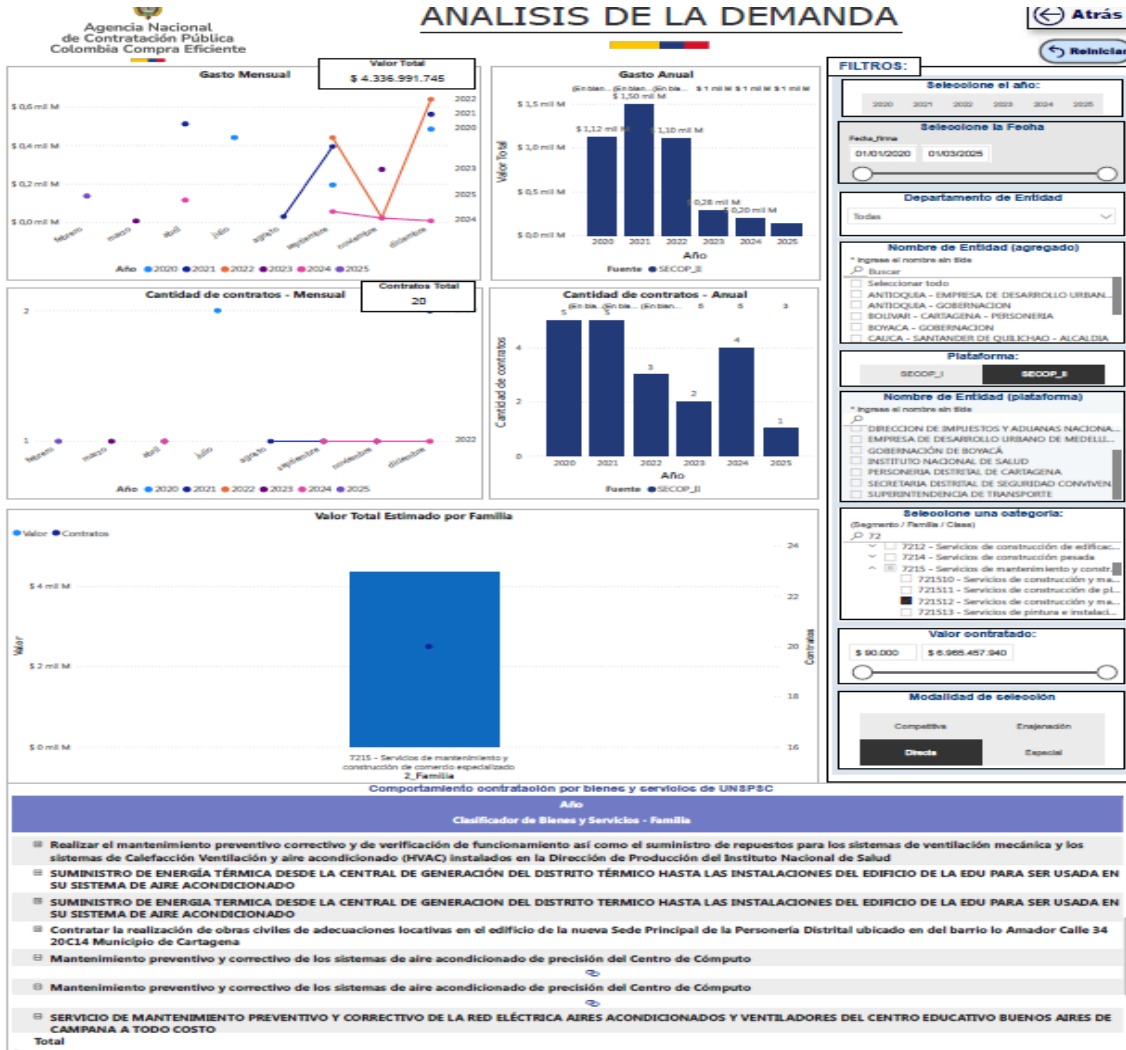 Agencia Nacional
de Contratación Pública
Colombia Compra Eficiente
ANALISIS DE LA DEMANDA
Atrás
Reiniciar
Gasto Mensual
Valor Total
$ 4.336.991.745
$ 0,6 mil M
$ 0,4 mil M
$ 0,2 mil M
$ 0,0 mil M
2022
2021
2020
2023
2025
2024
febrero marzo abril julio agosto septiembre noviembre diciembre
Año 2020 2021 2022 2023 2024 2025
Gasto Anual
(En blan... (En blan... (En bla... $ 1 mil M $ 1 mil M $ 1 mil M
$ 1,5 mil M
$ 1,0 mil M
$ 0,5 mil M
$ 0,0 mil M
Valor Total
$ 1,12 mil M
$ 1,50 mil M
$ 1,10 mil M
$ 0,28 mil M
$ 0,20 mil M
2020 2021 2022 2023 2024 2025
Año
Fuente SECOP_II
Cantidad de contratos - Mensual
Contratos Total
20
2
1
2022
febrero marzo abril julio agosto septiembre noviembre diciembre
Año 2020 2021 2022 2023 2024 2025
Cantidad de contratos - Anual
(En bla... (En bla... (En blan... 5 5 3
Cantidad de contratos
4
2
0
5 5 3 2 4 1
2020 2021 2022 2023 2024 2025
Año
Fuente SECOP_II
Valor Total Estimado por Familia
Valor Contratos
$ 4 mil M
$ 2 mil M
$ 0 mil M
Valor
24
22
20
18
16
Contratos
7215 - Servicios de mantenimiento y
construcción de comercio especializado
2_Familia
FILTROS:
Seleccione el año:
2020 2021 2022 2023 2024 2025
Seleccione la Fecha
Fecha_firma
01/01/2020 01/03/2025
Departamento de Entidad
Todas
Nombre de Entidad (agregado)
* Ingrese el nombre sin tilde
Buscar
Seleccionar todo
ANTIOQUIA - EMPRESA DE DESARROLLO URBAN...
ANTIOQUIA - GOBERNACION
BOLIVAR - CARTAGENA - PERSONERIA
BOYACA - GOBERNACION
CAUCA - SANTANDER DE QUILICHAO - ALCALDIA
Plataforma:
SECOP_I SECOP_II
Nombre de Entidad (plataforma)
* Ingrese el nombre sin tilde
DIRECCION DE IMPUESTOS Y ADUANAS NACIONA...
EMPRESA DE DESARROLLO URBANO DE MEDELLI...
GOBERNACIÓN DE BOYACÁ
INSTITUTO NACIONAL DE SALUD
PERSONERIA DISTRITAL DE CARTAGENA
SECRETARIA DISTRITAL DE SEGURIDAD CONVIVEN...
SUPERINTENDENCIA DE TRANSPORTE
Seleccione una categoria:
(Segmento / Familia / Clase)
72
7212 - Servicios de construcción de edificac...
7214 - Servicios de construcción pesada
7215 - Servicios de mantenimiento y constr...
721510 - Servicios de construcción y ma...
721511 - Servicios de construcción de pl...
721512 - Servicios de construcción y ma...
721513 - Servicios de pintura e instalaci...
Valor contratado:
$ 90.000 $ 6.965.457.940
Modalidad de selección
Competitiva Enajenación
Directa Especial
Comportamiento contratación por bienes y servicios de UNSPSC
Año
Clasificador de Bienes y Servicios - Familia
Realizar el mantenimiento preventivo correctivo y de verificación de funcionamiento así como el suministro de repuestos para los sistemas de ventilación mecánica y los
sistemas de Calefacción Ventilación y aire acondicionado (HVAC) instalados en la Dirección de Producción del Instituto Nacional de Salud
SUMINISTRO DE ENERGÍA TÉRMICA DESDE LA CENTRAL DE GENERACIÓN DEL DISTRITO TÉRMICO HASTA LAS INSTALACIONES DEL EDIFICIO DE LA EDU PARA SER USADA EN
SU SISTEMA DE AIRE ACONDICIONADO
SUMINISTRO DE ENERGIA TERMICA DESDE LA CENTRAL DE GENERACION DEL DISTRITO TERMICO HASTA LAS INSTALACIONES DEL EDIFICIO DE LA EDU PARA SER USADA EN
SU SISTEMA DE AIRE ACONDICIONADO
Contratar la realización de obras civiles de adecuaciones locativas en el edificio de la nueva Sede Principal de la Personería Distrital ubicado en del barrio lo Amador Calle 34
20C14 Municipio de Cartagena
Mantenimiento preventivo y correctivo de los sistemas de aire acondicionado de precisión del Centro de Cómputo
Mantenimiento preventivo y correctivo de los sistemas de aire acondicionado de precisión del Centro de Cómputo
SERVICIO DE MANTENIMIENTO PREVENTIVO Y CORRECTIVO DE LA RED ELÉCTRICA AIRES ACONDICIONADOS Y VENTILADORES DEL CENTRO EDUCATIVO BUENOS AIRES DE
CAMPANA A TODO COSTO
Total